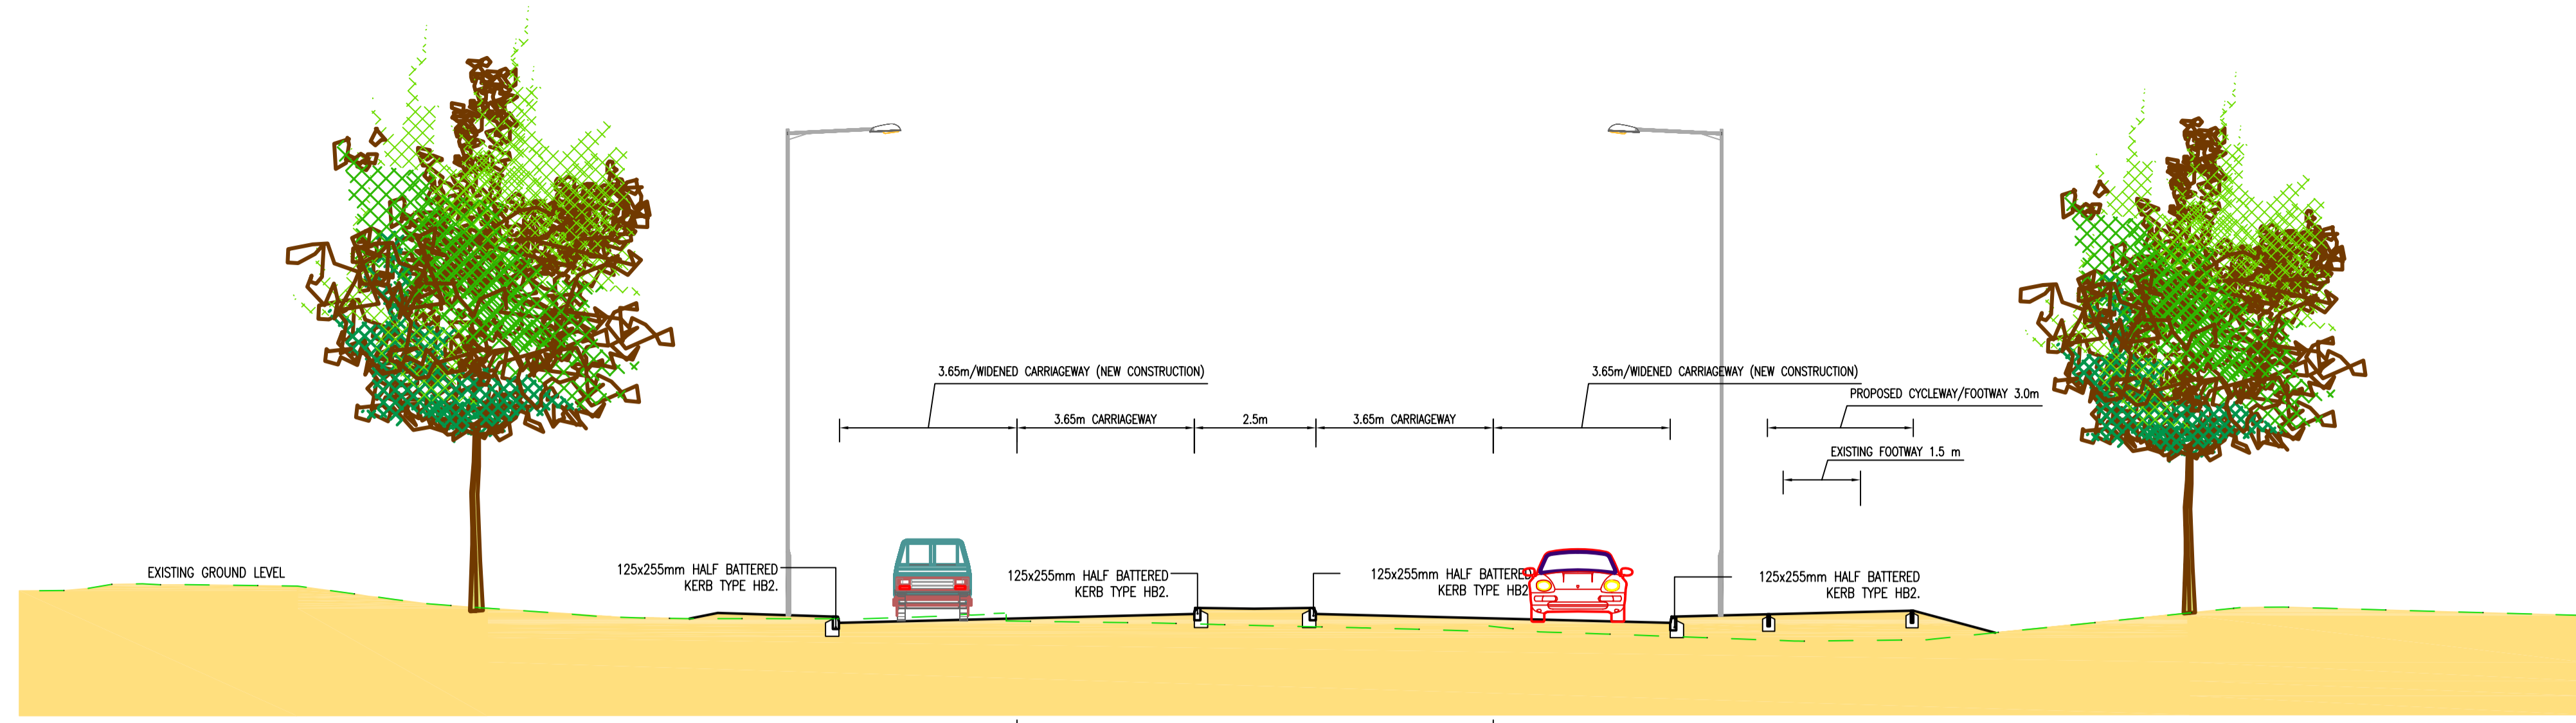 3.65m/WIDENED CARRIAGEWAY (NEW CONSTRUCTION)
3.65m/WIDENED CARRIAGEWAY (NEW CONSTRUCTION)
PROPOSED CYCLEWAY/FOOTWAY 3.0m
3.65m CARRIAGEWAY
2.5m
3.65m CARRIAGEWAY
EXISTING FOOTWAY 1.5 m
EXISTING GROUND LEVEL
125x255mm HALF BATTERED
KERB TYPE HB2.
125x255mm HALF BATTERED
KERB TYPE HB2.
125x255mm HALF BATTERED
KERB TYPE HB2
125x255mm HALF BATTERED
KERB TYPE HB2.